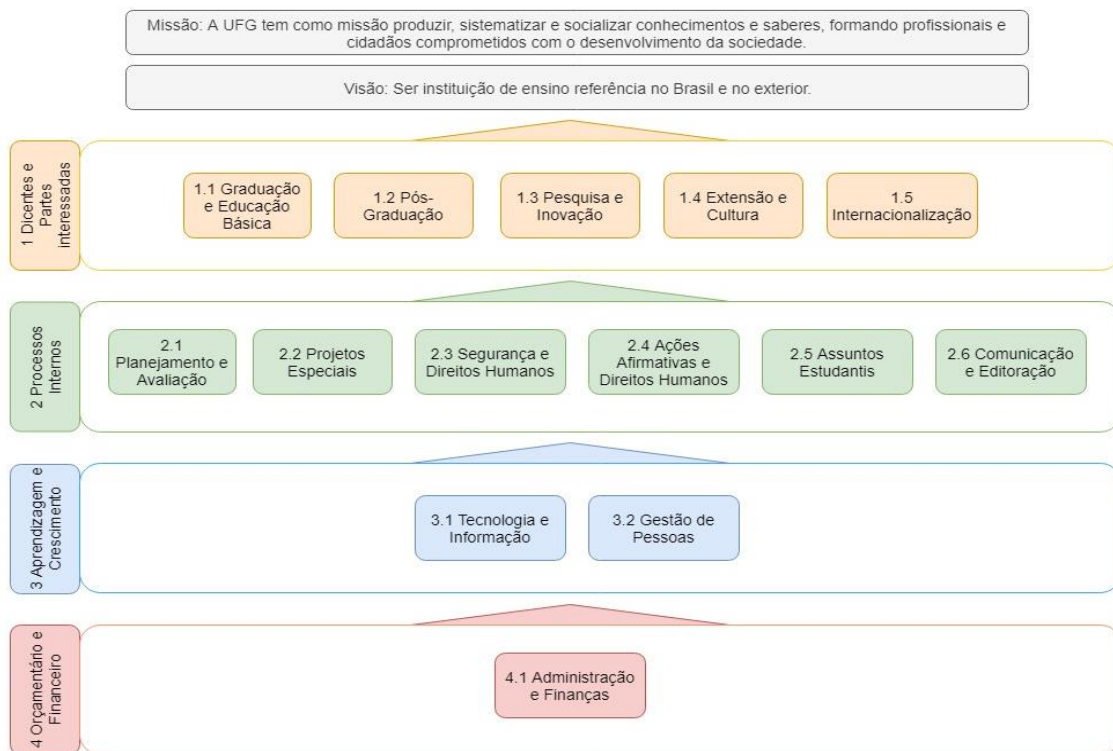 Missão: A UFG tem como missão produzir, sistematizar e socializar conhecimentos e saberes, formando profissionais e
cidadãos comprometidos com o desenvolvimento da sociedade.
Visão: Ser instituição de ensino referência no Brasil e no exterior.
1 Dicentes e
Partes
interessadas
1.1 Graduação
e Educação
Básica
1.2 Pós-
Graduação
1.3 Pesquisa e
Inovação
1.4 Extensão e
Cultura
1.5
Internacionalização
2 Processos
Internos
2.1
Planejamento e
Avaliação
2.2 Projetos
Especiais
2.3 Segurança e
Direitos Humanos
2.4 Ações
Afirmativas e
Direitos Humanos
2.5 Assuntos
Estudantis
2.6 Comunicação
e Editoração
3 Aprendizagem e
Crescimento
3.1 Tecnologia e
Informação
3.2 Gestão de
Pessoas
4 Orçamentário e
Financeiro
4.1 Administração
e Finanças